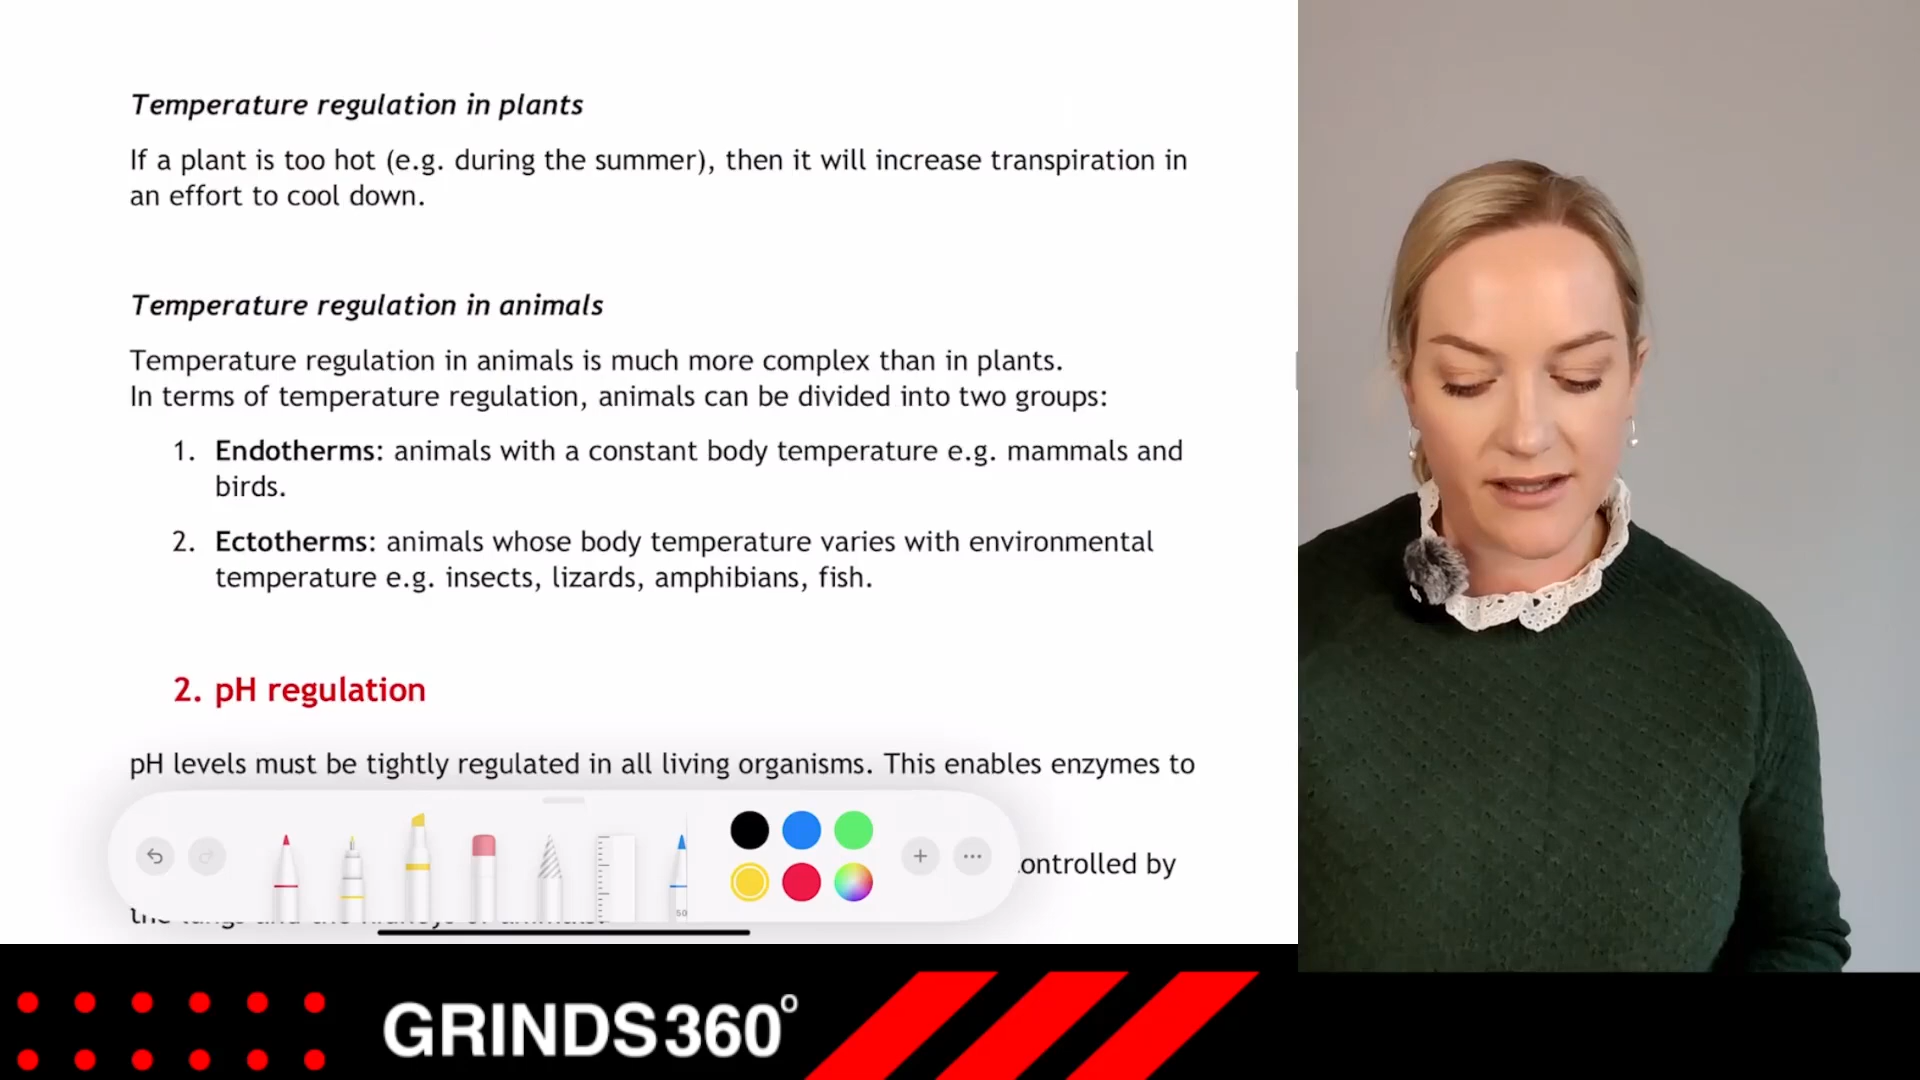 Temperature regulation in plants
If a plant is too hot (e.g. during the summer), then it will increase transpiration in
an effort to cool down.
Temperature regulation in animals
Temperature regulation in animals is much more complex than in plants.
In terms of temperature regulation, animals can be divided into two groups:
1. Endotherms: animals with a constant body temperature e.g. mammals and
birds.
2. Ectotherms: animals whose body temperature varies with environmental
temperature e.g. insects, lizards, amphibians, fish.
2. pH regulation
pH levels must be tightly regulated in all living organisms. This enables enzymes to
controlled by
50
GRINDS360°